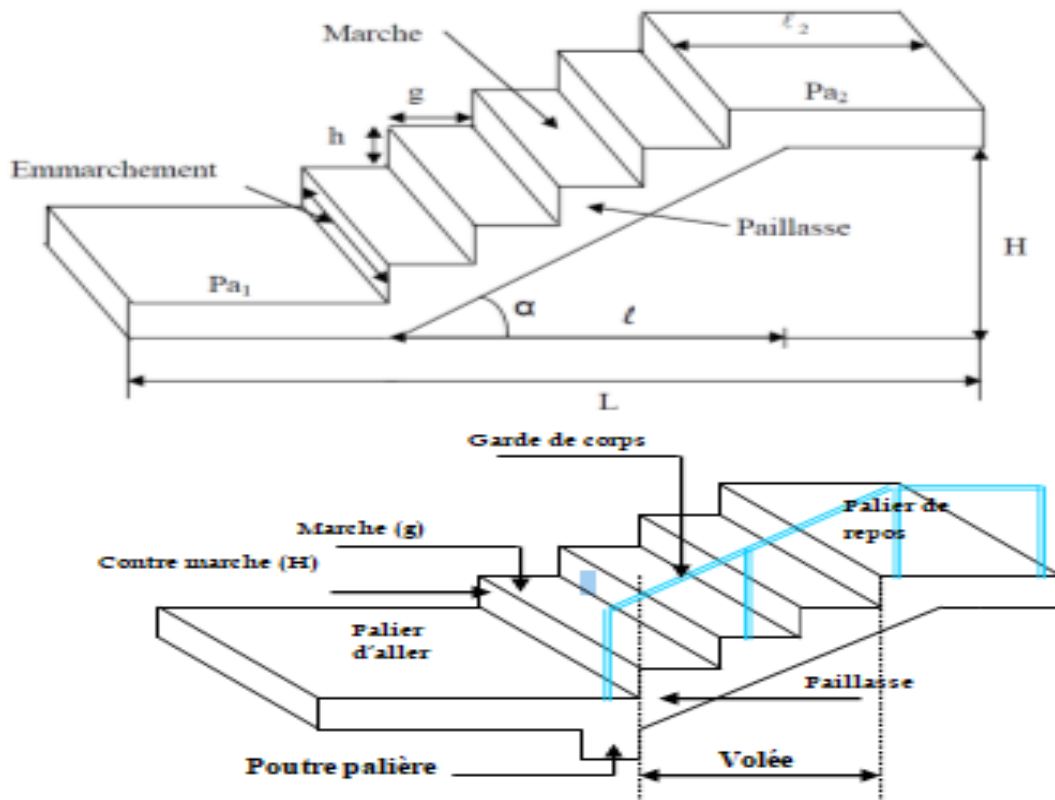 Marche
ℓ₂
g
Pa₂
h
Emmarchement
Paillasse
H
Pa₁
α
ℓ
L
Garde de corps
Marche (g)
Palier de
repos
Contre marche (H)
Palier
d´aller
Paillasse
Poutre palière
Volée